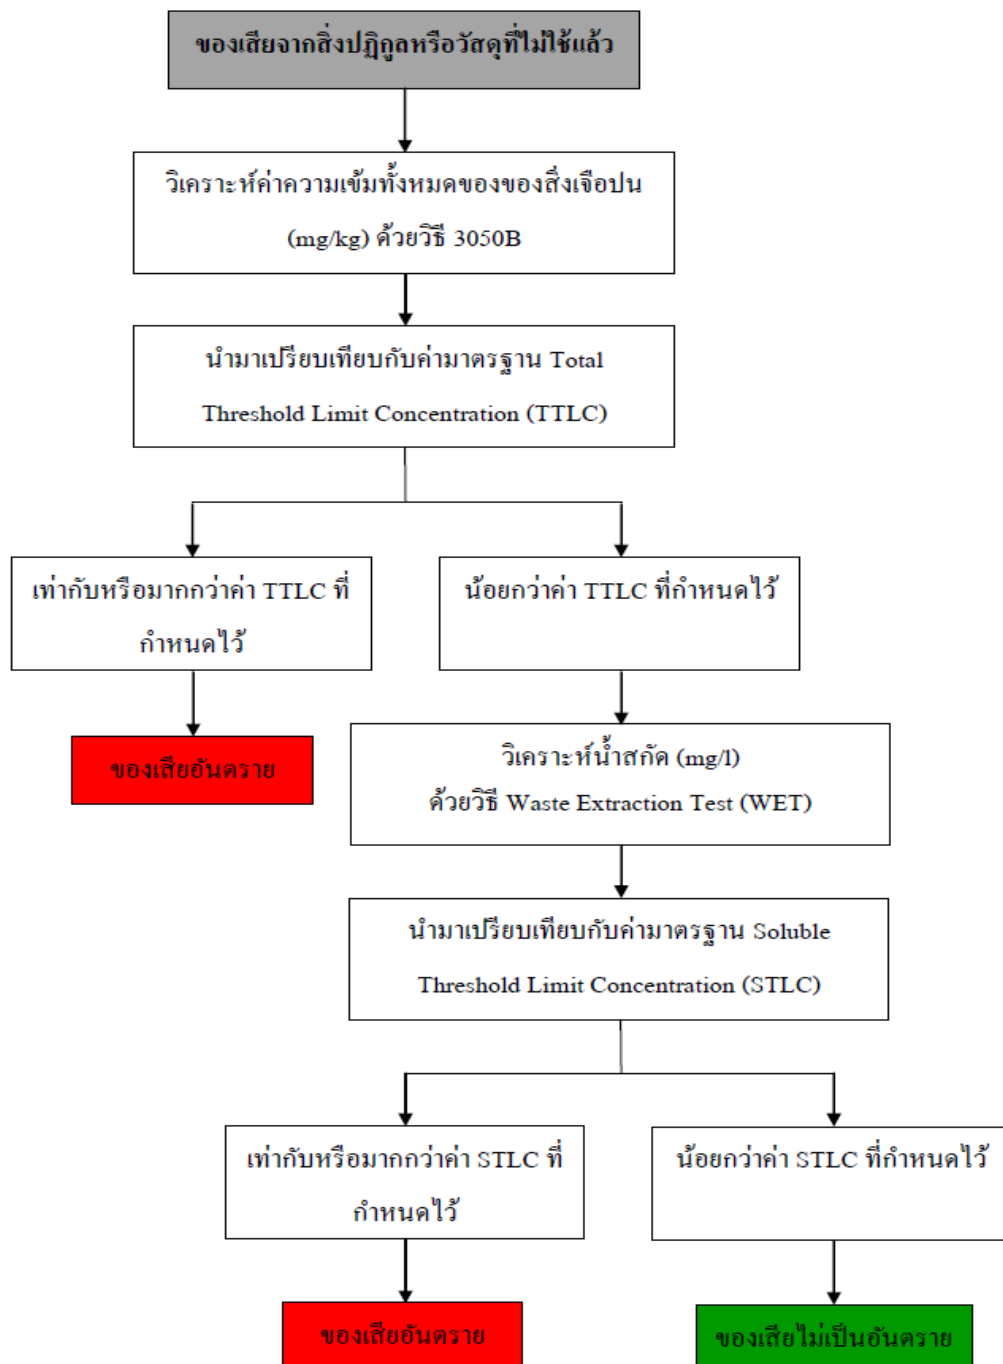 ของเสียจากสิ่งปฏิกูลหรือวัสดุที่ไม่ใช้แล้ว
วิเคราะห์ค่าความเข้มทั้งหมดของของสิ่งเจือปน
(mg/kg) ด้วยวิธี 3050B
นำมาเปรียบเทียบกับค่ามาตรฐาน Total
Threshold Limit Concentration (TTLC)
เท่ากับหรือมากกว่าค่า TTLC ที่
กำหนดไว้
น้อยกว่าค่า TTLC ที่กำหนดไว้
ของเสียอันตราย
วิเคราะห์น้ำสกัด (mg/l)
ด้วยวิธี Waste Extraction Test (WET)
นำมาเปรียบเทียบกับค่ามาตรฐาน Soluble
Threshold Limit Concentration (STLC)
เท่ากับหรือมากกว่าค่า STLC ที่
กำหนดไว้
น้อยกว่าค่า STLC ที่กำหนดไว้
ของเสียอันตราย
ของเสียไม่เป็นอันตราย